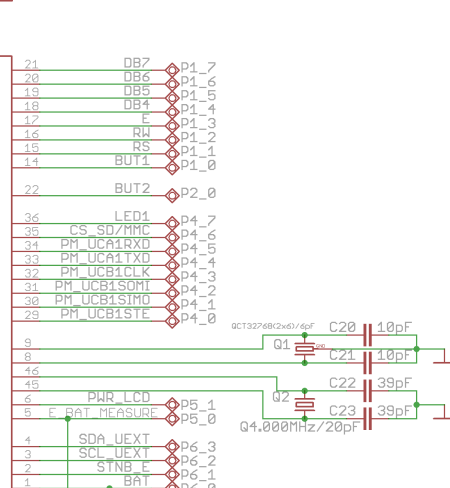 21 DB7 P1_7
20 DB6 P1_6
19 DB5 P1_5
18 DB4 P1_4
17 E P1_3
16 RW P1_2
15 RS P1_1
14 BUT1 P1_0
22 BUT2 P2_0
36 LED1 P4_7
35 CS_SD/MMC P4_6
34 PM_UCA1RXD P4_5
33 PM_UCA1TXD P4_4
32 PM_UCB1CLK P4_3
31 PM_UCB1SOMI P4_2
30 PM_UCB1SIMO P4_1
29 PM_UCB1STE P4_0
QCT32768(2x6)/6pF C20 10pF
9 Q1 GND
8 C21 10pF
46 C22 39pF
45 Q2
6 PWR_LCD P5_1
5 E_BAT_MEASURE P5_0 C23 39pF
Q4.000MHz/20pF
4 SDA_UEXT P6_3
3 SCL_UEXT P6_2
2 STNB_E P6_1
1 BAT P6_0